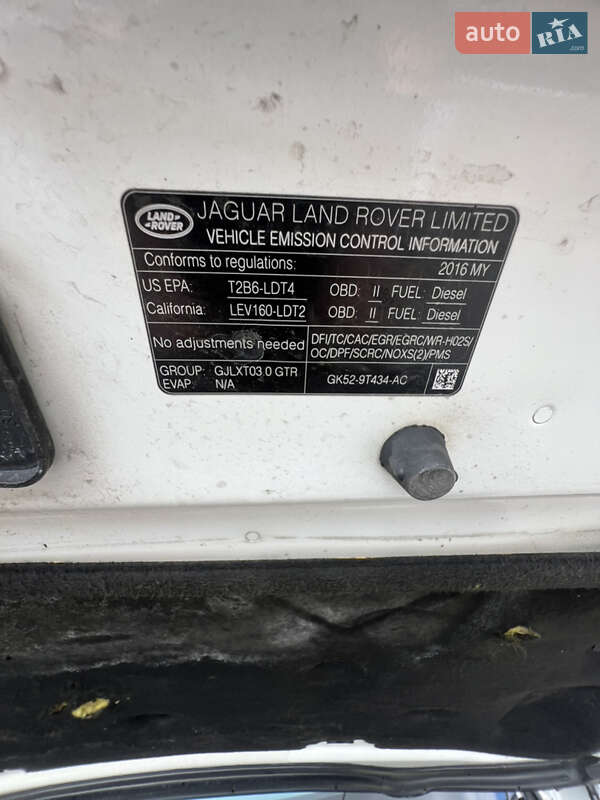 auto RIA .com
LAND ROVER
JAGUAR LAND ROVER LIMITED
VEHICLE EMISSION CONTROL INFORMATION
Conforms to regulations: 2016 MY
US EPA: T2B6-LDT4 OBD: II FUEL: Diesel
California: LEV160-LDT2 OBD: II FUEL: Diesel
No adjustments needed
DFI/TC/CAC/EGR/EGRC/WR-HO2S/
OC/DPF/SCRC/NOXS(2)/PMS
GROUP: GJLXT03.0 GTR
EVAP: N/A
GK52-9T434-AC